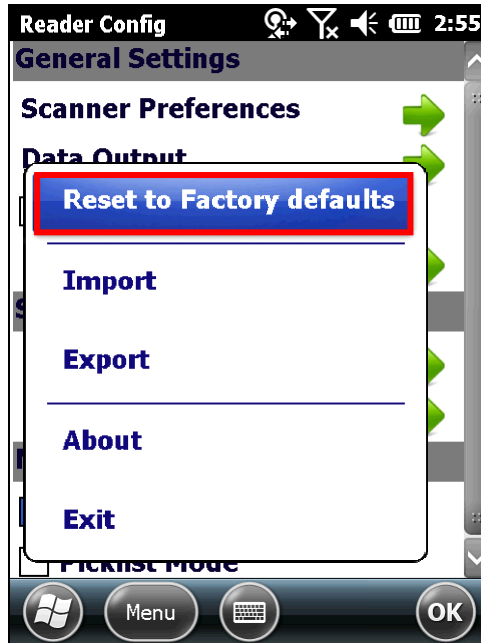 Reader Config 2:55
General Settings
Scanner Preferences
Data Output
Reset to Factory defaults
Import
Export
About
Exit
Picklist Mode
Menu
OK